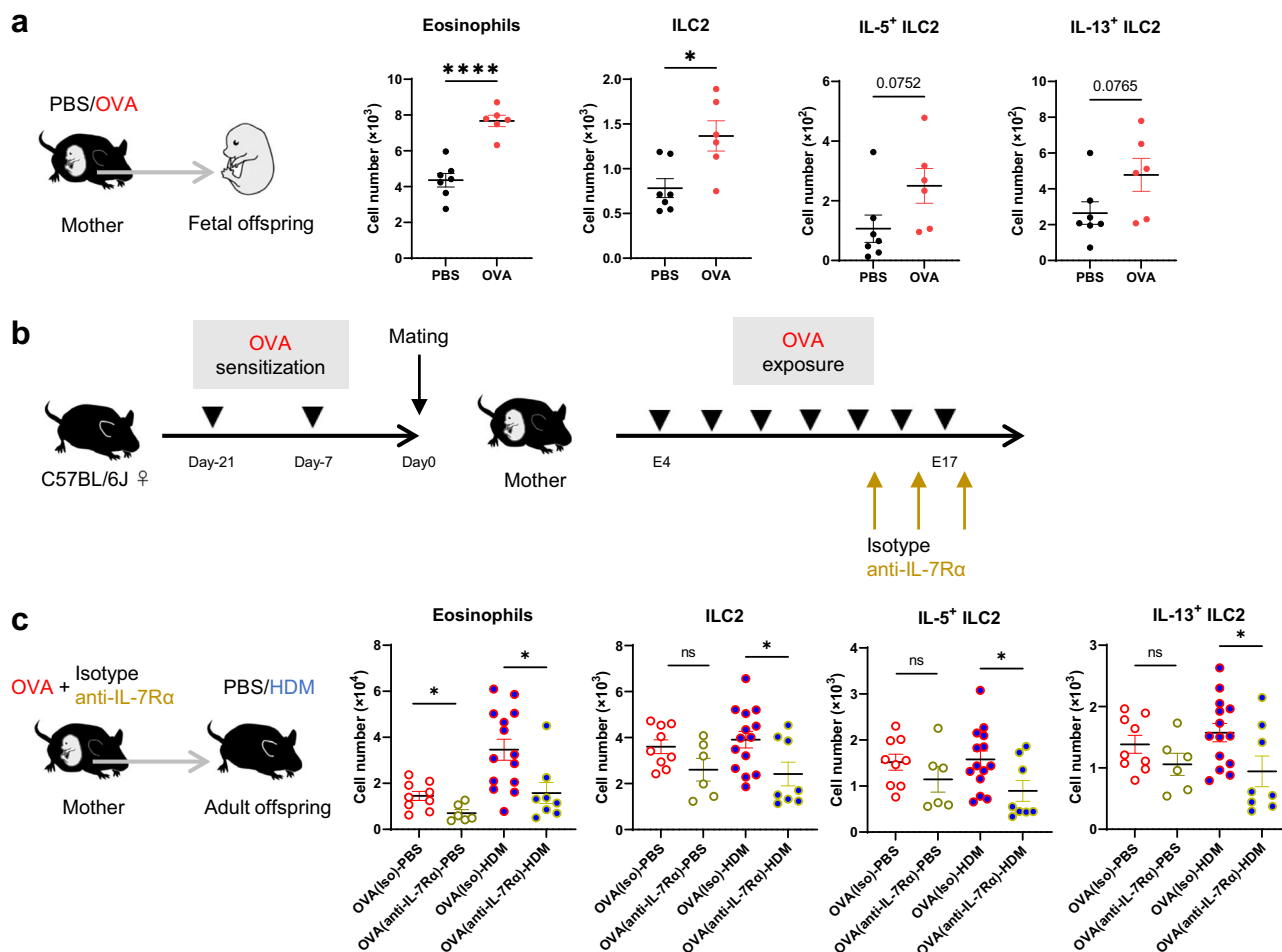 a
PBS/OVA
Mother
Fetal offspring
Eosinophils
Cell number (×10³)
10
8
6
4
2
0
****
PBS
OVA
ILC2
Cell number (×10³)
2.0
1.5
1.0
0.5
0.0
*
PBS
OVA
IL-5⁺ ILC2
Cell number (×10²)
6
4
2
0
0.0752
PBS
OVA
IL-13⁺ ILC2
Cell number (×10²)
10
8
6
4
2
0
0.0765
PBS
OVA
b
OVA
sensitization
Mating
OVA
exposure
C57BL/6J ♀
Day-21
Day-7
Day0
Mother
E4
E17
Isotype
anti-IL-7Rα
c
OVA + Isotype
anti-IL-7Rα
PBS/HDM
Mother
Adult offspring
Eosinophils
Cell number (×10⁴)
8
6
4
2
0
*
*
OVA(Iso)-PBS
OVA(anti-IL-7Rα)-PBS
OVA(Iso)-HDM
OVA(anti-IL-7Rα)-HDM
ILC2
Cell number (×10³)
8
6
4
2
0
ns
*
OVA(Iso)-PBS
OVA(anti-IL-7Rα)-PBS
OVA(Iso)-HDM
OVA(anti-IL-7Rα)-HDM
IL-5⁺ ILC2
Cell number (×10³)
4
3
2
1
0
ns
*
OVA(Iso)-PBS
OVA(anti-IL-7Rα)-PBS
OVA(Iso)-HDM
OVA(anti-IL-7Rα)-HDM
IL-13⁺ ILC2
Cell number (×10³)
3
2
1
0
ns
*
OVA(Iso)-PBS
OVA(anti-IL-7Rα)-PBS
OVA(Iso)-HDM
OVA(anti-IL-7Rα)-HDM